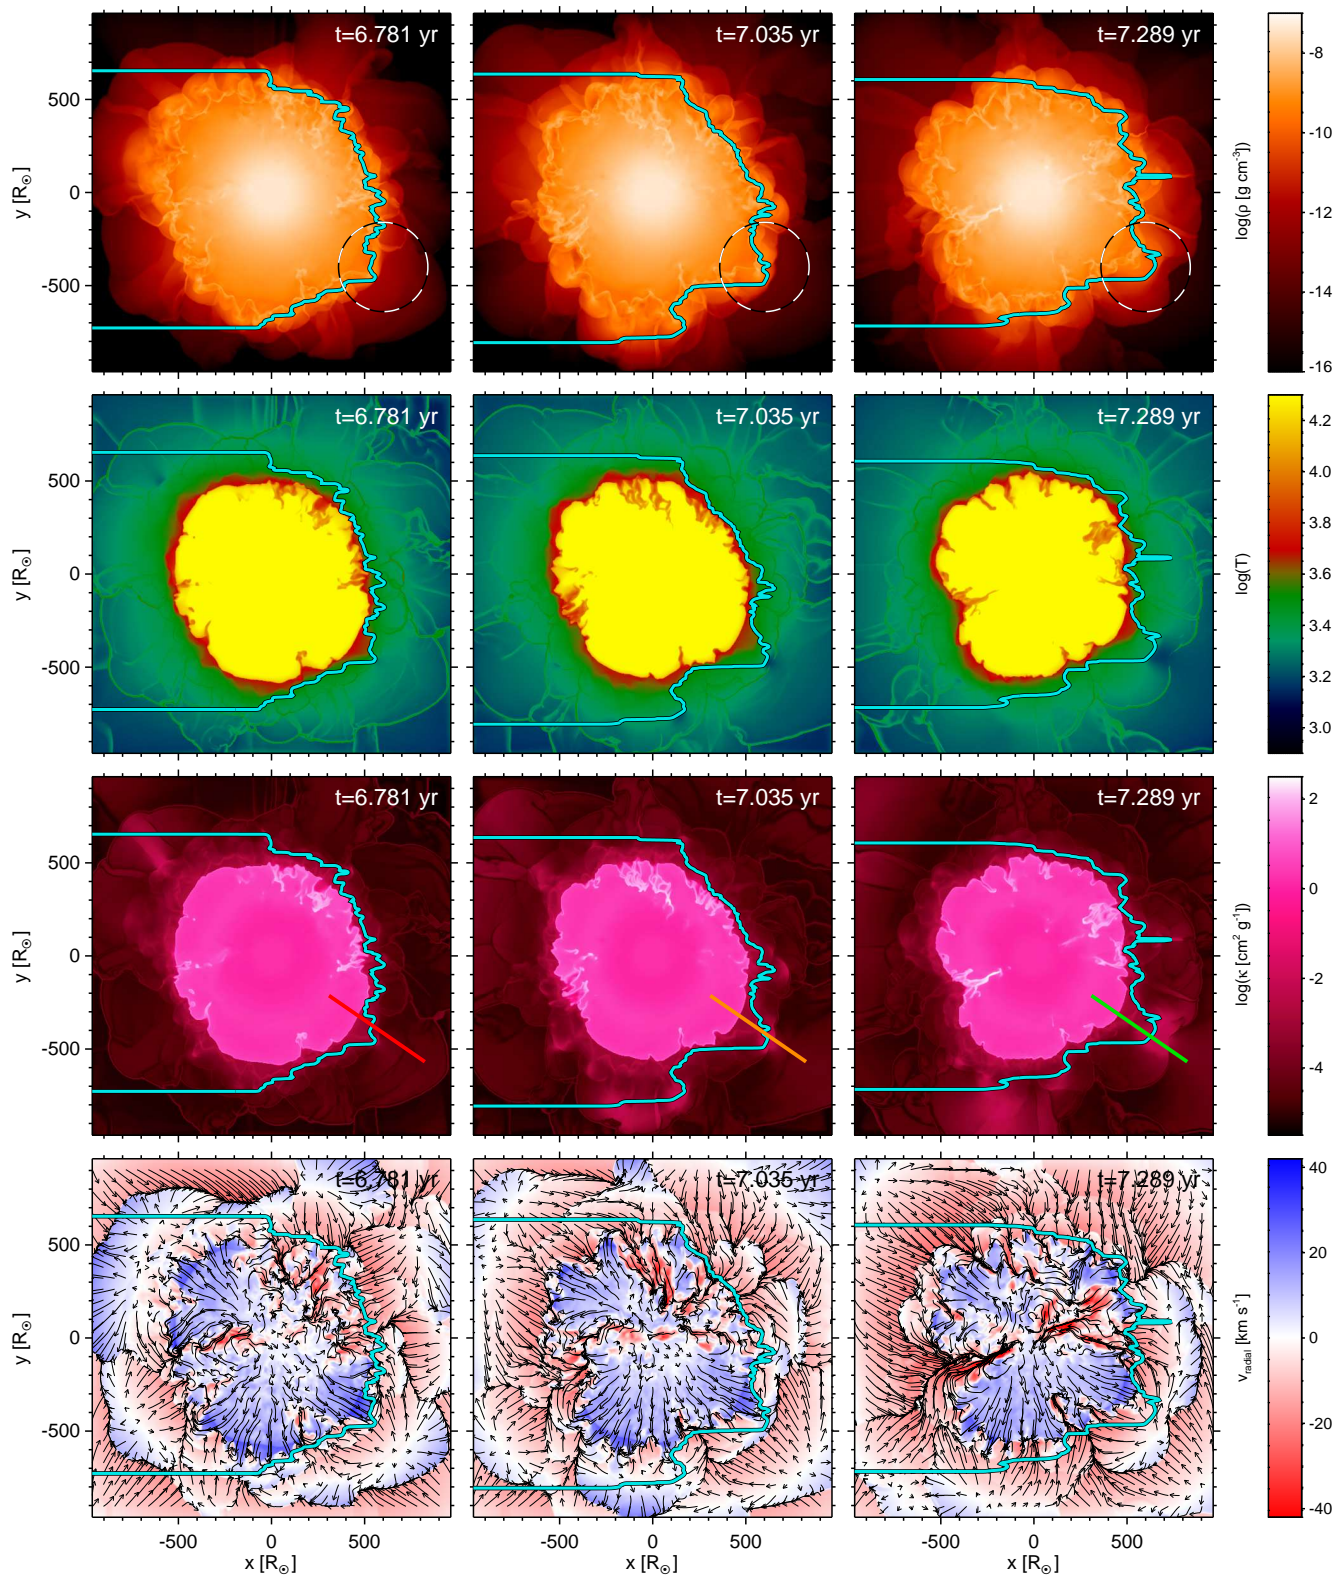 t=6.781 yr t=7.035 yr t=7.289 yr
500
0
-500
y [R☉]
-8
-10
-12
-14
-16
log(ρ [g cm⁻³])
t=6.781 yr t=7.035 yr t=7.289 yr
500
0
-500
y [R☉]
4.2
4.0
3.8
3.6
3.4
3.2
3.0
log(T)
t=6.781 yr t=7.035 yr t=7.289 yr
500
0
-500
y [R☉]
2
0
-2
-4
log(κ [cm² g⁻¹])
t=6.781 yr t=7.035 yr t=7.289 yr
500
0
-500
y [R☉]
40
20
0
-20
-40
v_radial [km s⁻¹]
-500 0 500 -500 0 500 -500 0 500
x [R☉] x [R☉] x [R☉]